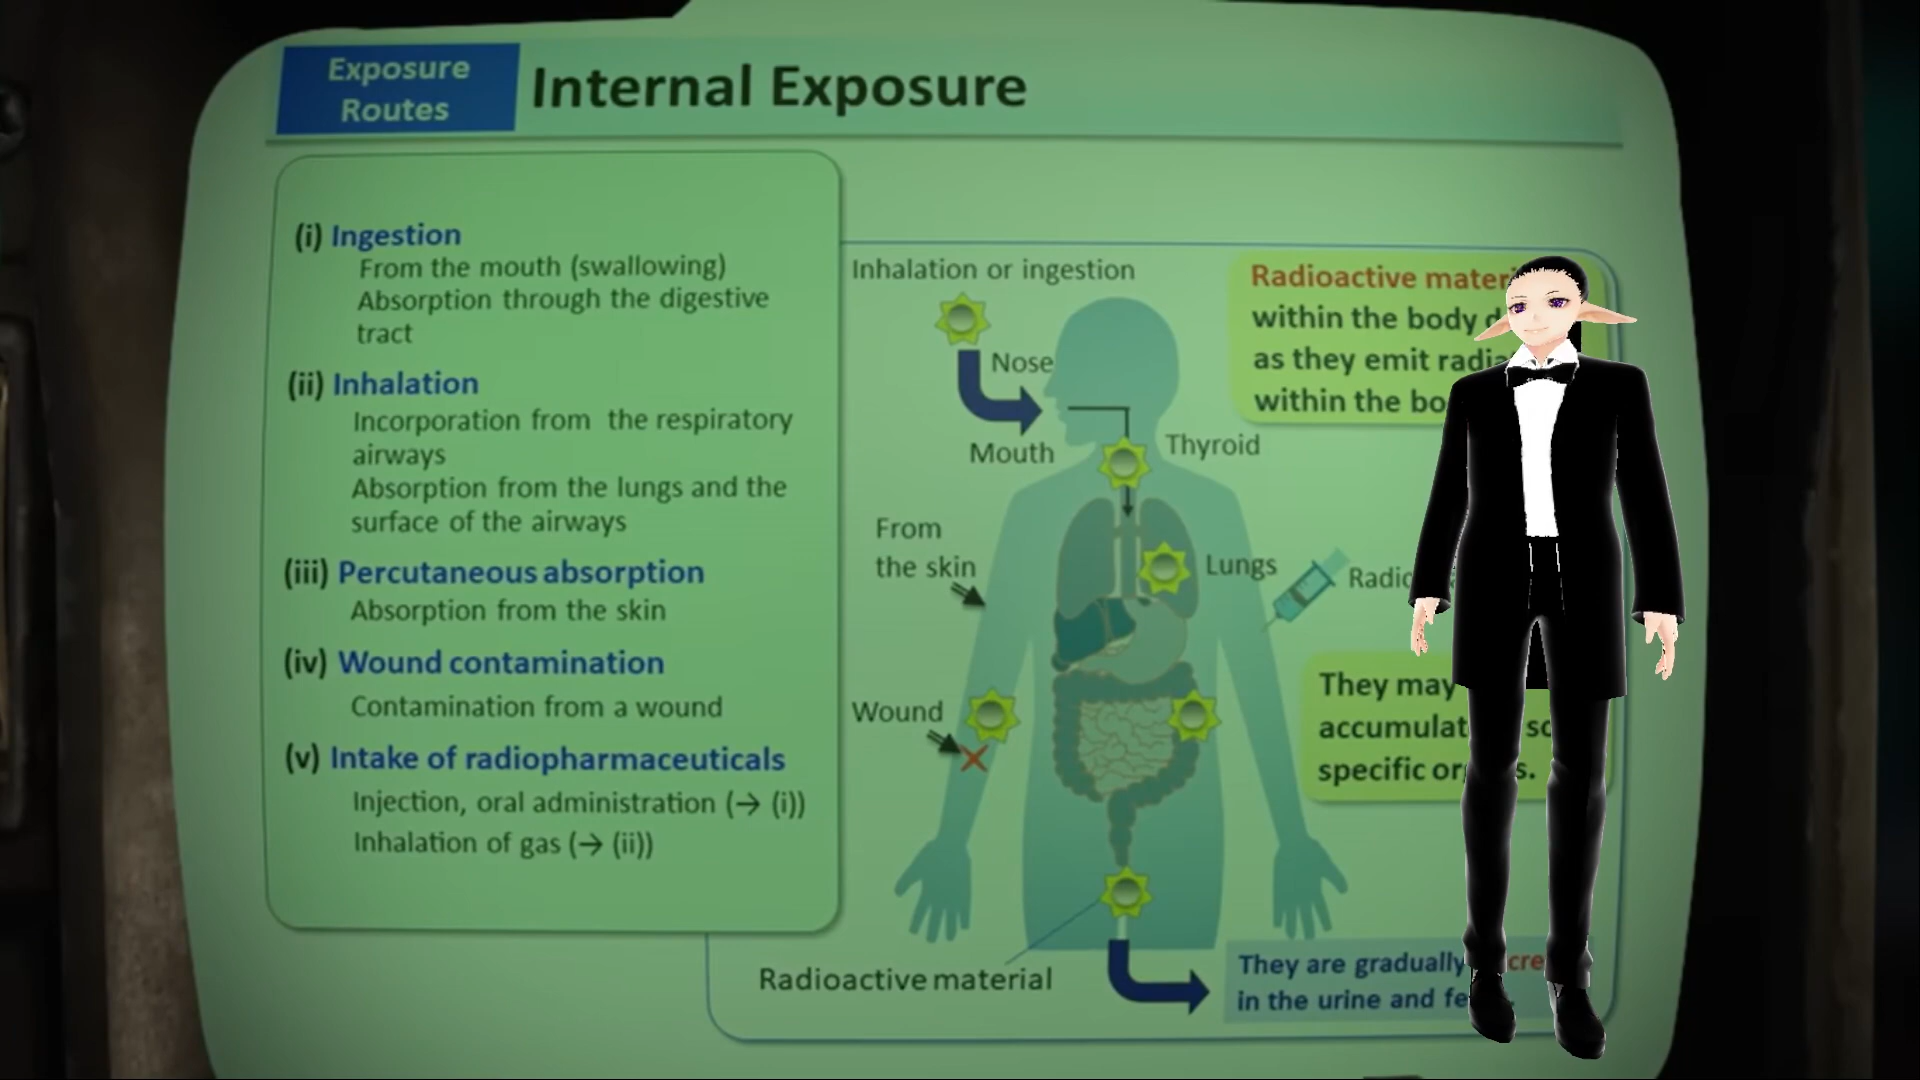 Exposure
Routes
Internal Exposure
(i) Ingestion
From the mouth (swallowing)
Absorption through the digestive
tract
(ii) Inhalation
Incorporation from the respiratory
airways
Absorption from the lungs and the
surface of the airways
(iii) Percutaneous absorption
Absorption from the skin
(iv) Wound contamination
Contamination from a wound
(v) Intake of radiopharmaceuticals
Injection, oral administration (→ (i))
Inhalation of gas (→ (ii))
Inhalation or ingestion
Nose
Mouth
Thyroid
From
the skin
Lungs
Wound
Radioactive material
Radioactive
within the body
as they emit
within the
They may
specific
They are gradually
in the urine and